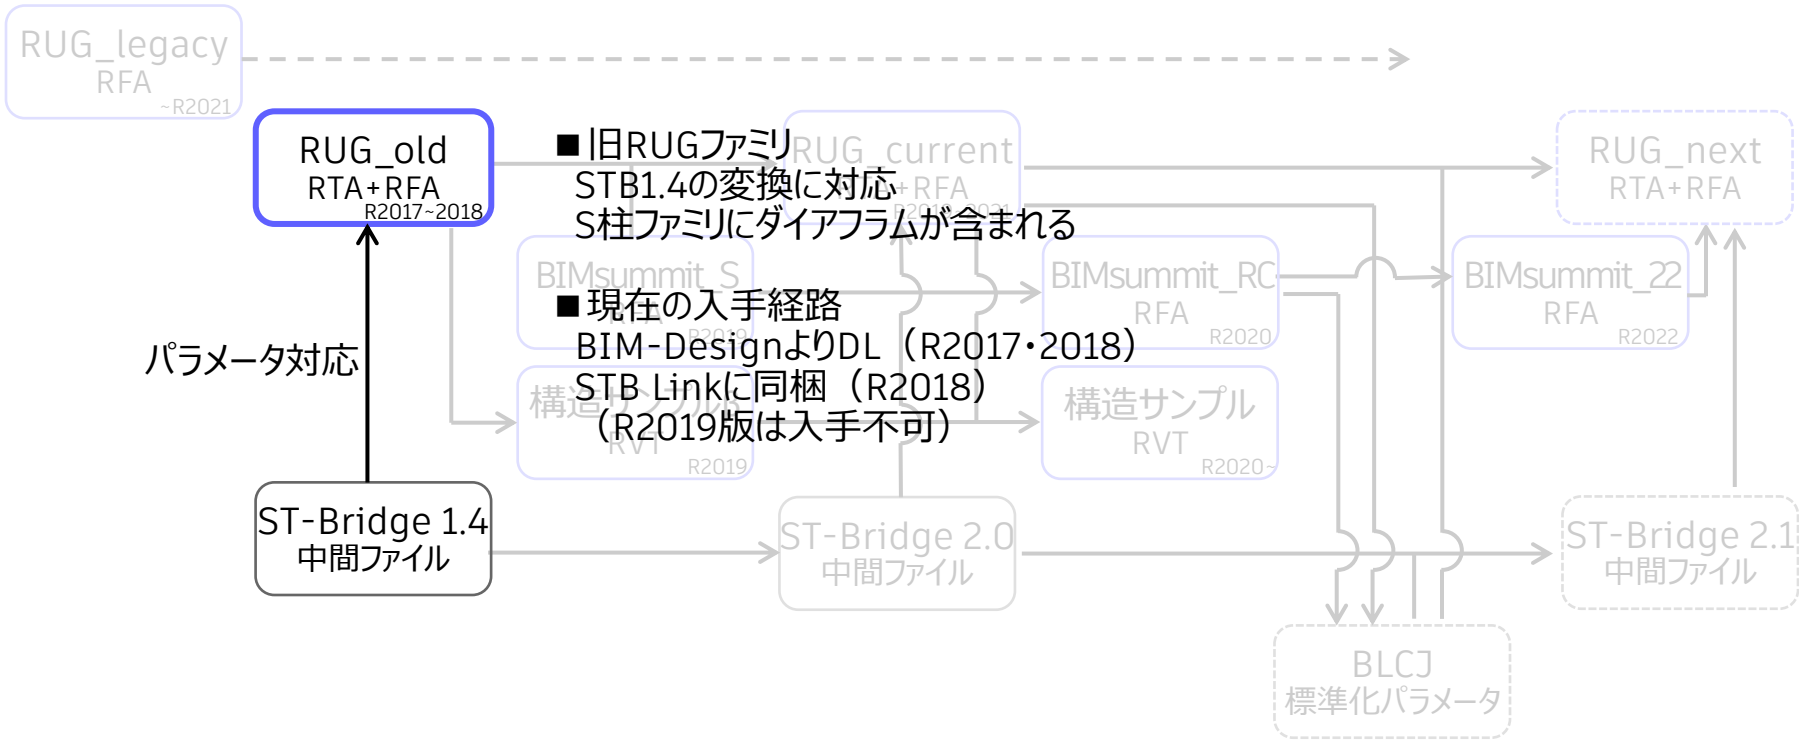 RUG_legacy
RFA
~R2021
RUG_old
RTA+RFA
R2017~2018
■旧RUGファミリ
STB1.4の変換に対応
S柱ファミリにダイアフラムが含まれる
RUG_current
RTA+RFA
RUG_next
RTA+RFA
BIMsummit_S
RFA
R2019
BIMsummit_RC
RFA
R2020
BIMsummit_22
RFA
R2022
■現在の入手経路
BIM-DesignよりDL（R2017・2018）
STB Linkに同梱（R2018）
（R2019版は入手不可）
パラメータ対応
構造サンプル
RVT
R2019
構造サンプル
RVT
R2020~
ST-Bridge 1.4
中間ファイル
ST-Bridge 2.0
中間ファイル
ST-Bridge 2.1
中間ファイル
BLCJ
標準化パラメータ